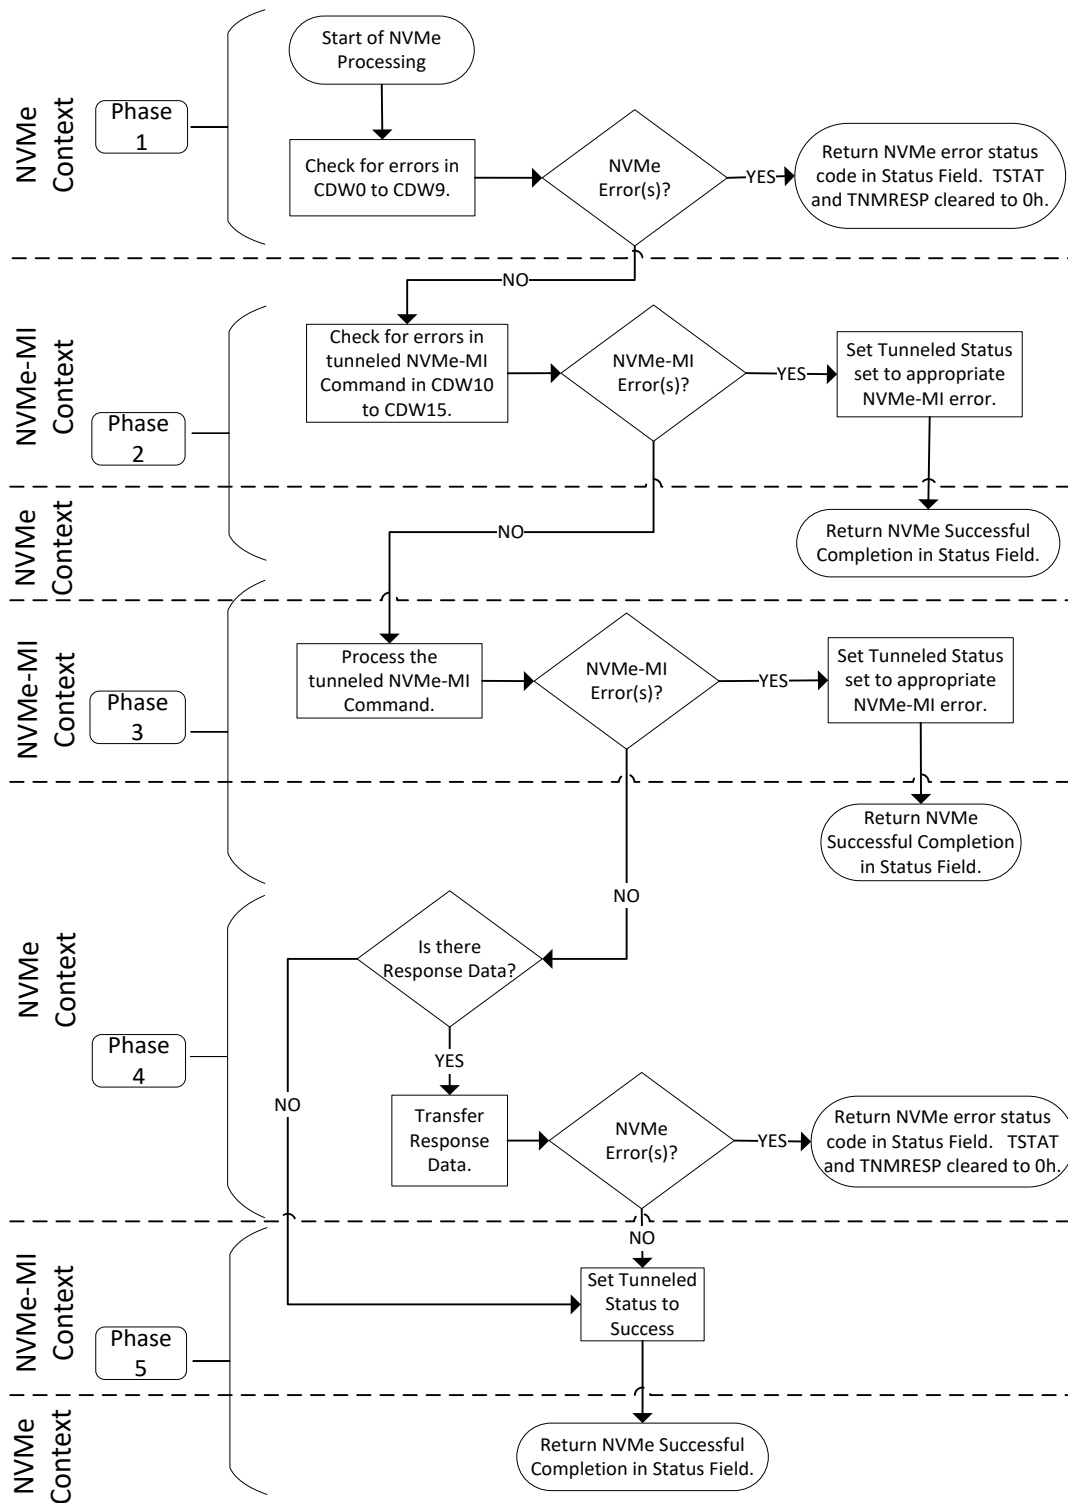 NVMe
Context
Phase
1
Start of NVMe
Processing
Check for errors in
CDW0 to CDW9.
NVMe
Error(s)?
YES
Return NVMe error status
code in Status Field.  TSTAT
and TNMRESP cleared to 0h.
NO
NVMe-MI
Context
Phase
2
Check for errors in
tunneled NVMe-MI
Command in CDW10
to CDW15.
NVMe-MI
Error(s)?
YES
Set Tunneled Status
set to appropriate
NVMe-MI error.
NVMe
Context
NO
Return NVMe Successful
Completion in Status Field.
NVMe-MI
Context
Phase
3
Process the
tunneled NVMe-MI
Command.
NVMe-MI
Error(s)?
YES
Set Tunneled Status
set to appropriate
NVMe-MI error.
Return NVMe
Successful Completion
in Status Field.
NO
NVMe
Context
Phase
4
Is there
Response Data?
YES
NO
Transfer
Response
Data.
NVMe
Error(s)?
YES
Return NVMe error status
code in Status Field.  TSTAT
and TNMRESP cleared to 0h.
NO
NVMe-MI
Context
Phase
5
Set Tunneled
Status to
Success
NVMe
Context
Return NVMe Successful
Completion in Status Field.